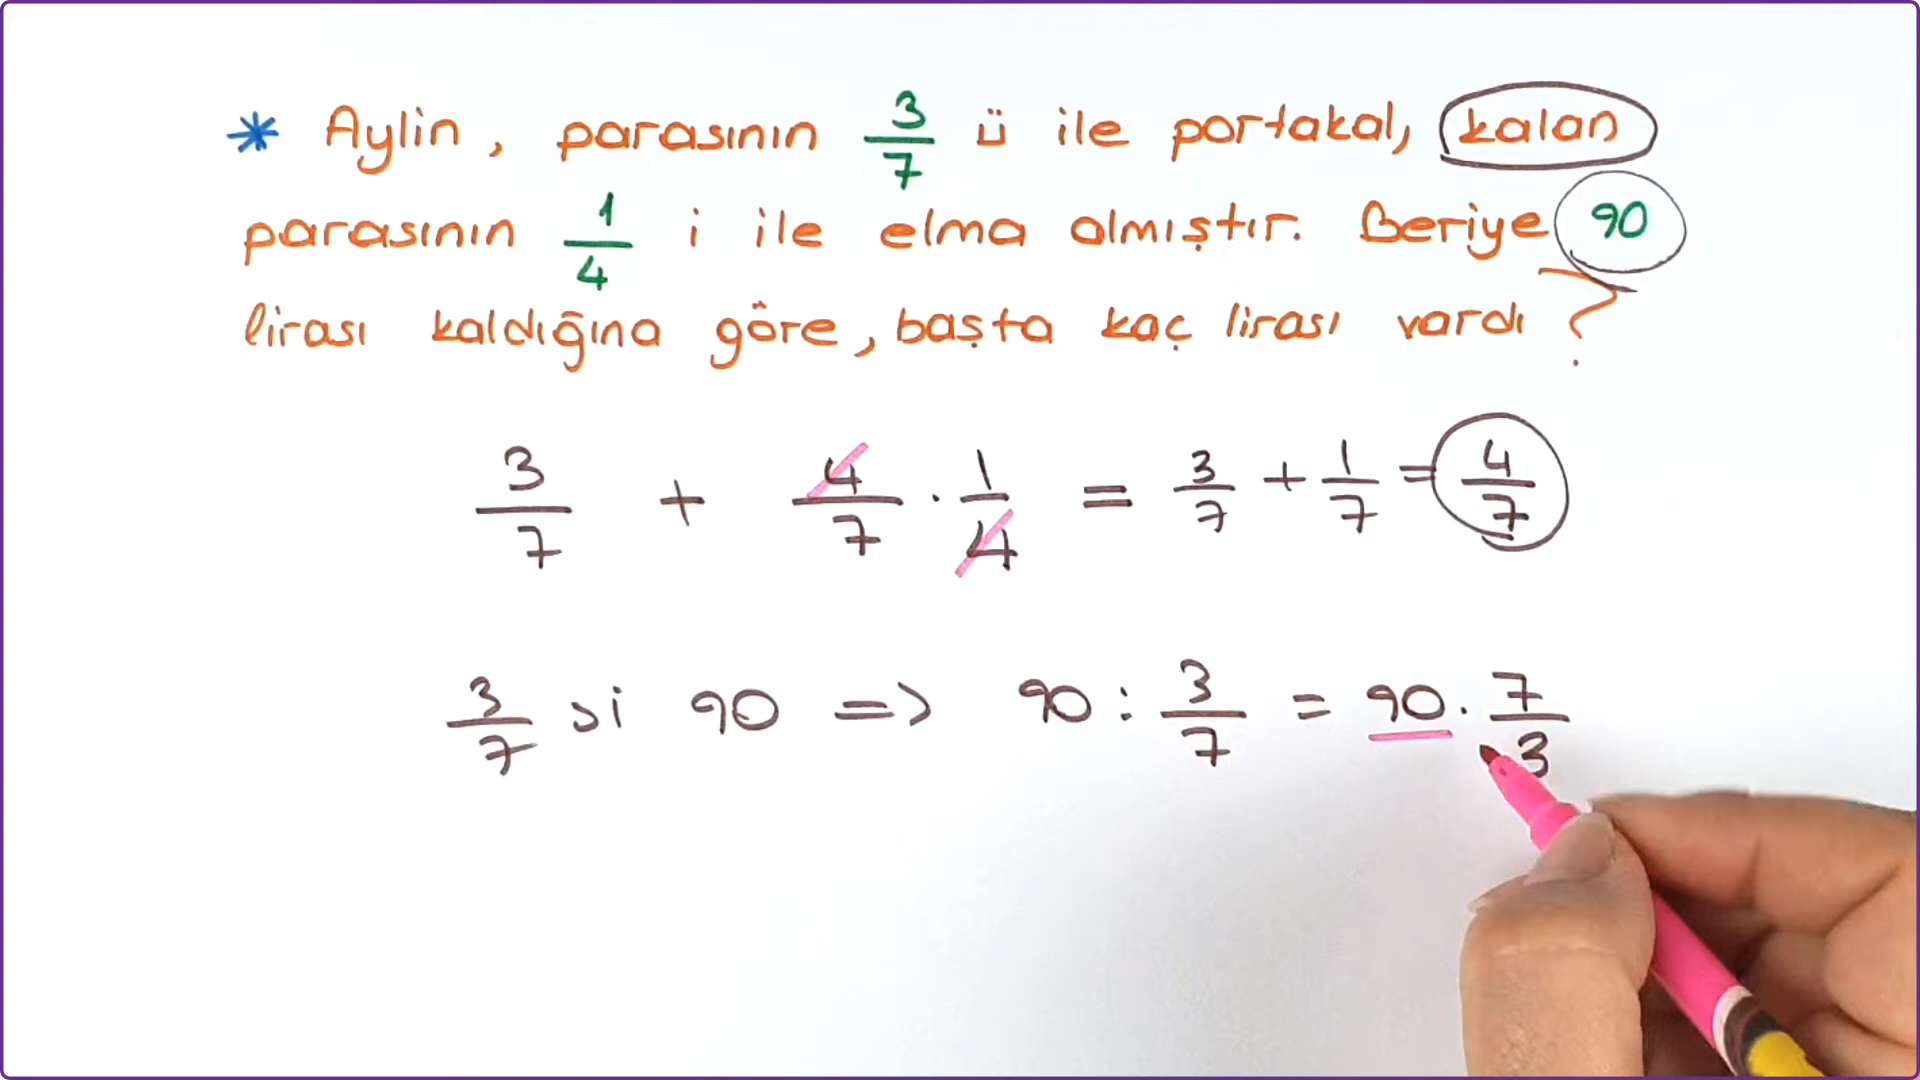 * Aylin, parasının 3/7 ü ile portakal, kalan
parasının 1/4 i ile elma almıştır. Geriye 90
lirası kaldığına göre, başta kaç lirası vardı?
3/7 + 4/7 . 1/4 = 3/7 + 1/7 = 4/7
3/7 si 90 => 90 : 3/7 = 90 . 7/3